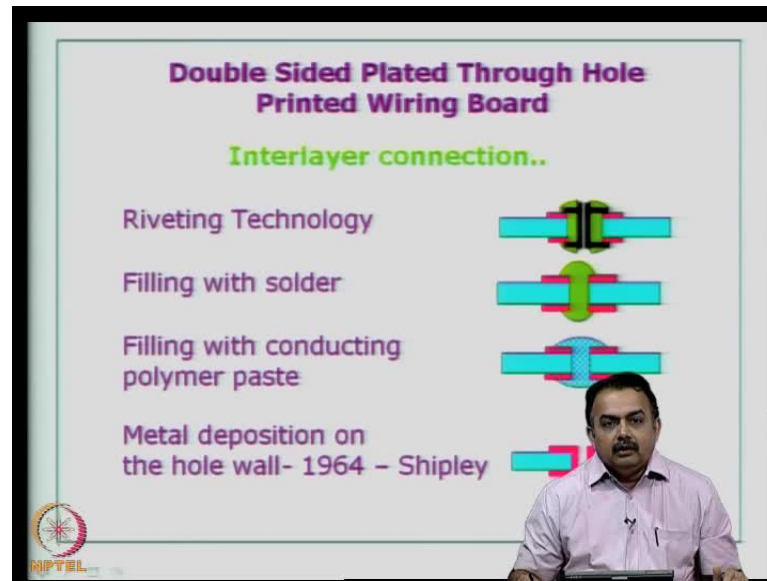 Double Sided Plated Through Hole
Printed Wiring Board
Interlayer connection..
Riveting Technology
Filling with solder
Filling with conducting
polymer paste
Metal deposition on
the hole wall- 1964 – Shipley
NPTEL